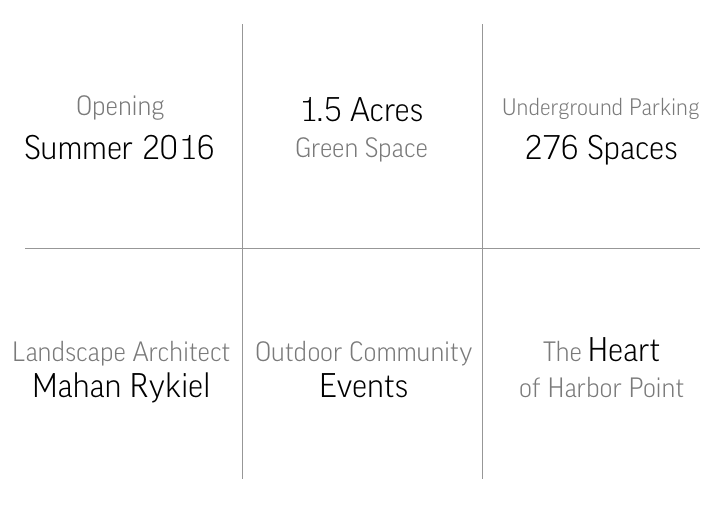 Opening
Summer 2016
1.5 Acres
Green Space
Underground Parking
276 Spaces
Landscape Architect
Mahan Rykiel
Outdoor Community
Events
The Heart
of Harbor Point